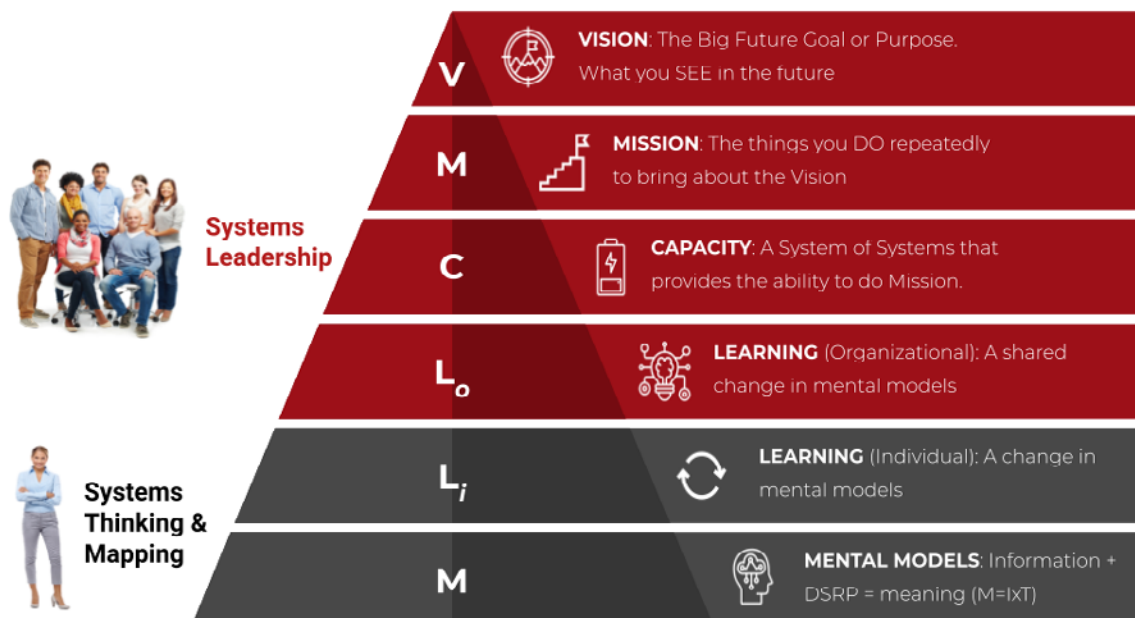 V
VISION: The Big Future Goal or Purpose.
What you SEE in the future
M
MISSION: The things you DO repeatedly
to bring about the Vision
Systems
Leadership
C
CAPACITY: A System of Systems that
provides the ability to do Mission.
Lo
LEARNING (Organizational): A shared
change in mental models
Systems
Thinking &
Mapping
Li
LEARNING (Individual): A change in
mental models
M
MENTAL MODELS: Information +
DSRP = meaning (M=IxT)